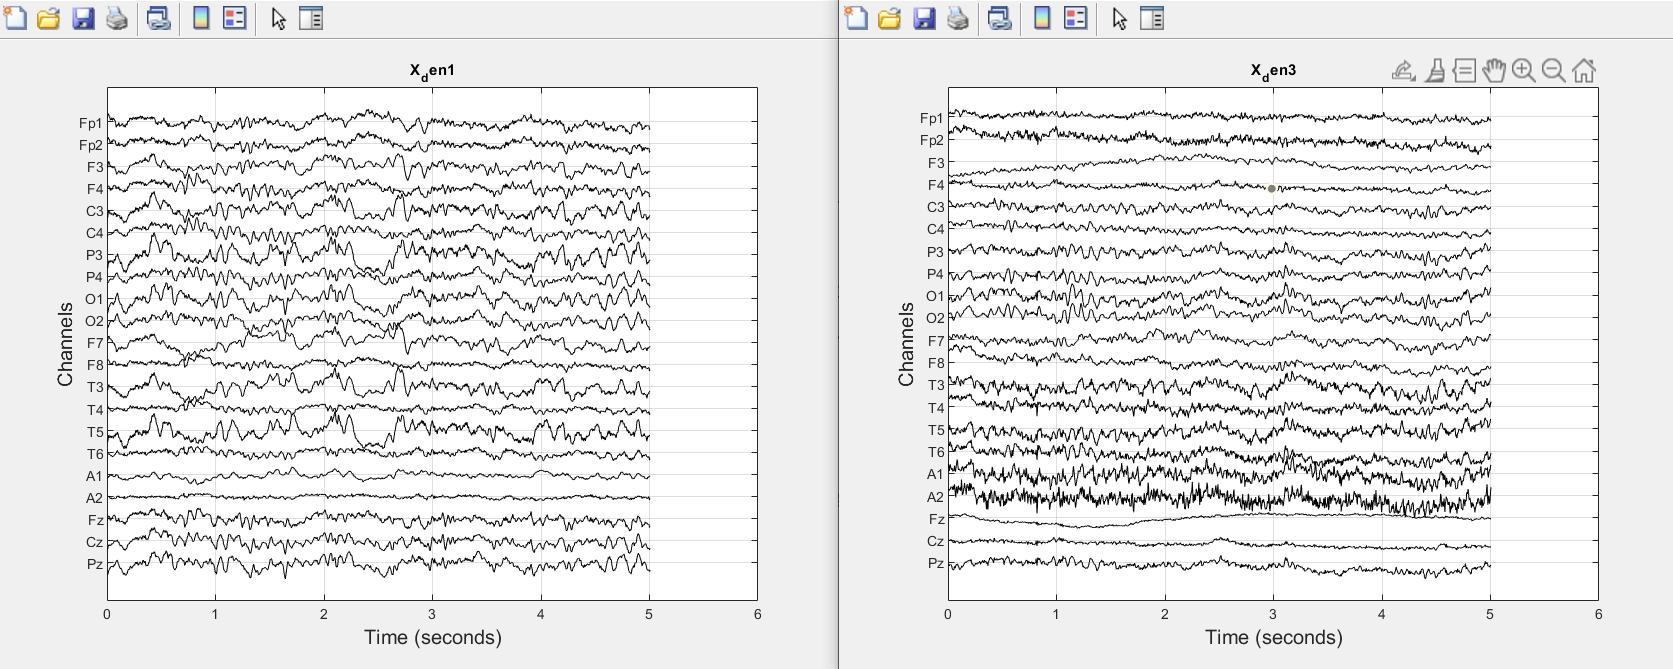 X_den1
Fp1
Fp2
F3
F4
C3
C4
P3
P4
O1
O2
F7
F8
T3
T4
T5
T6
A1
A2
Fz
Cz
Pz
Channels
0 1 2 3 4 5 6
Time (seconds)
X_den3
Fp1
Fp2
F3
F4
C3
C4
P3
P4
O1
O2
F7
F8
T3
T4
T5
T6
A1
A2
Fz
Cz
Pz
Channels
0 1 2 3 4 5 6
Time (seconds)